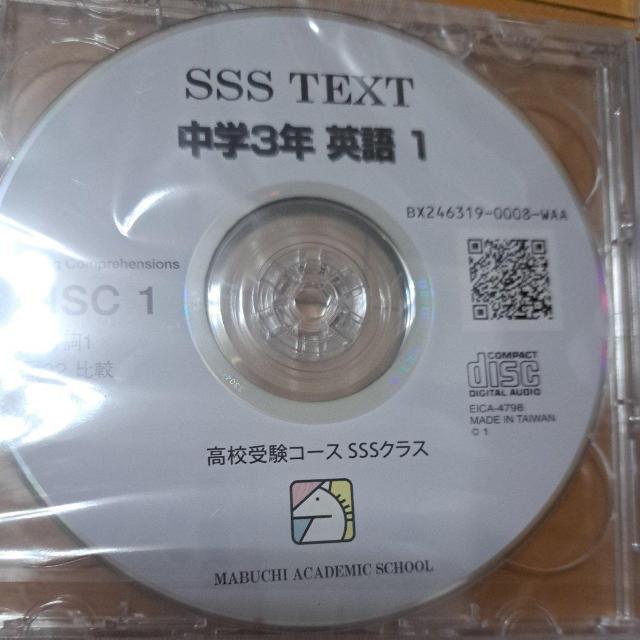 SSS TEXT
中学3年 英語 1
BX246319-0008-WAA
Comprehensions
DISC 1
詞1
比較
COMPACT
disc
DIGITAL AUDIO
EICA-4798
MADE IN TAIWAN
C 1
高校受験コース SSSクラス
MABUCHI ACADEMIC SCHOOL